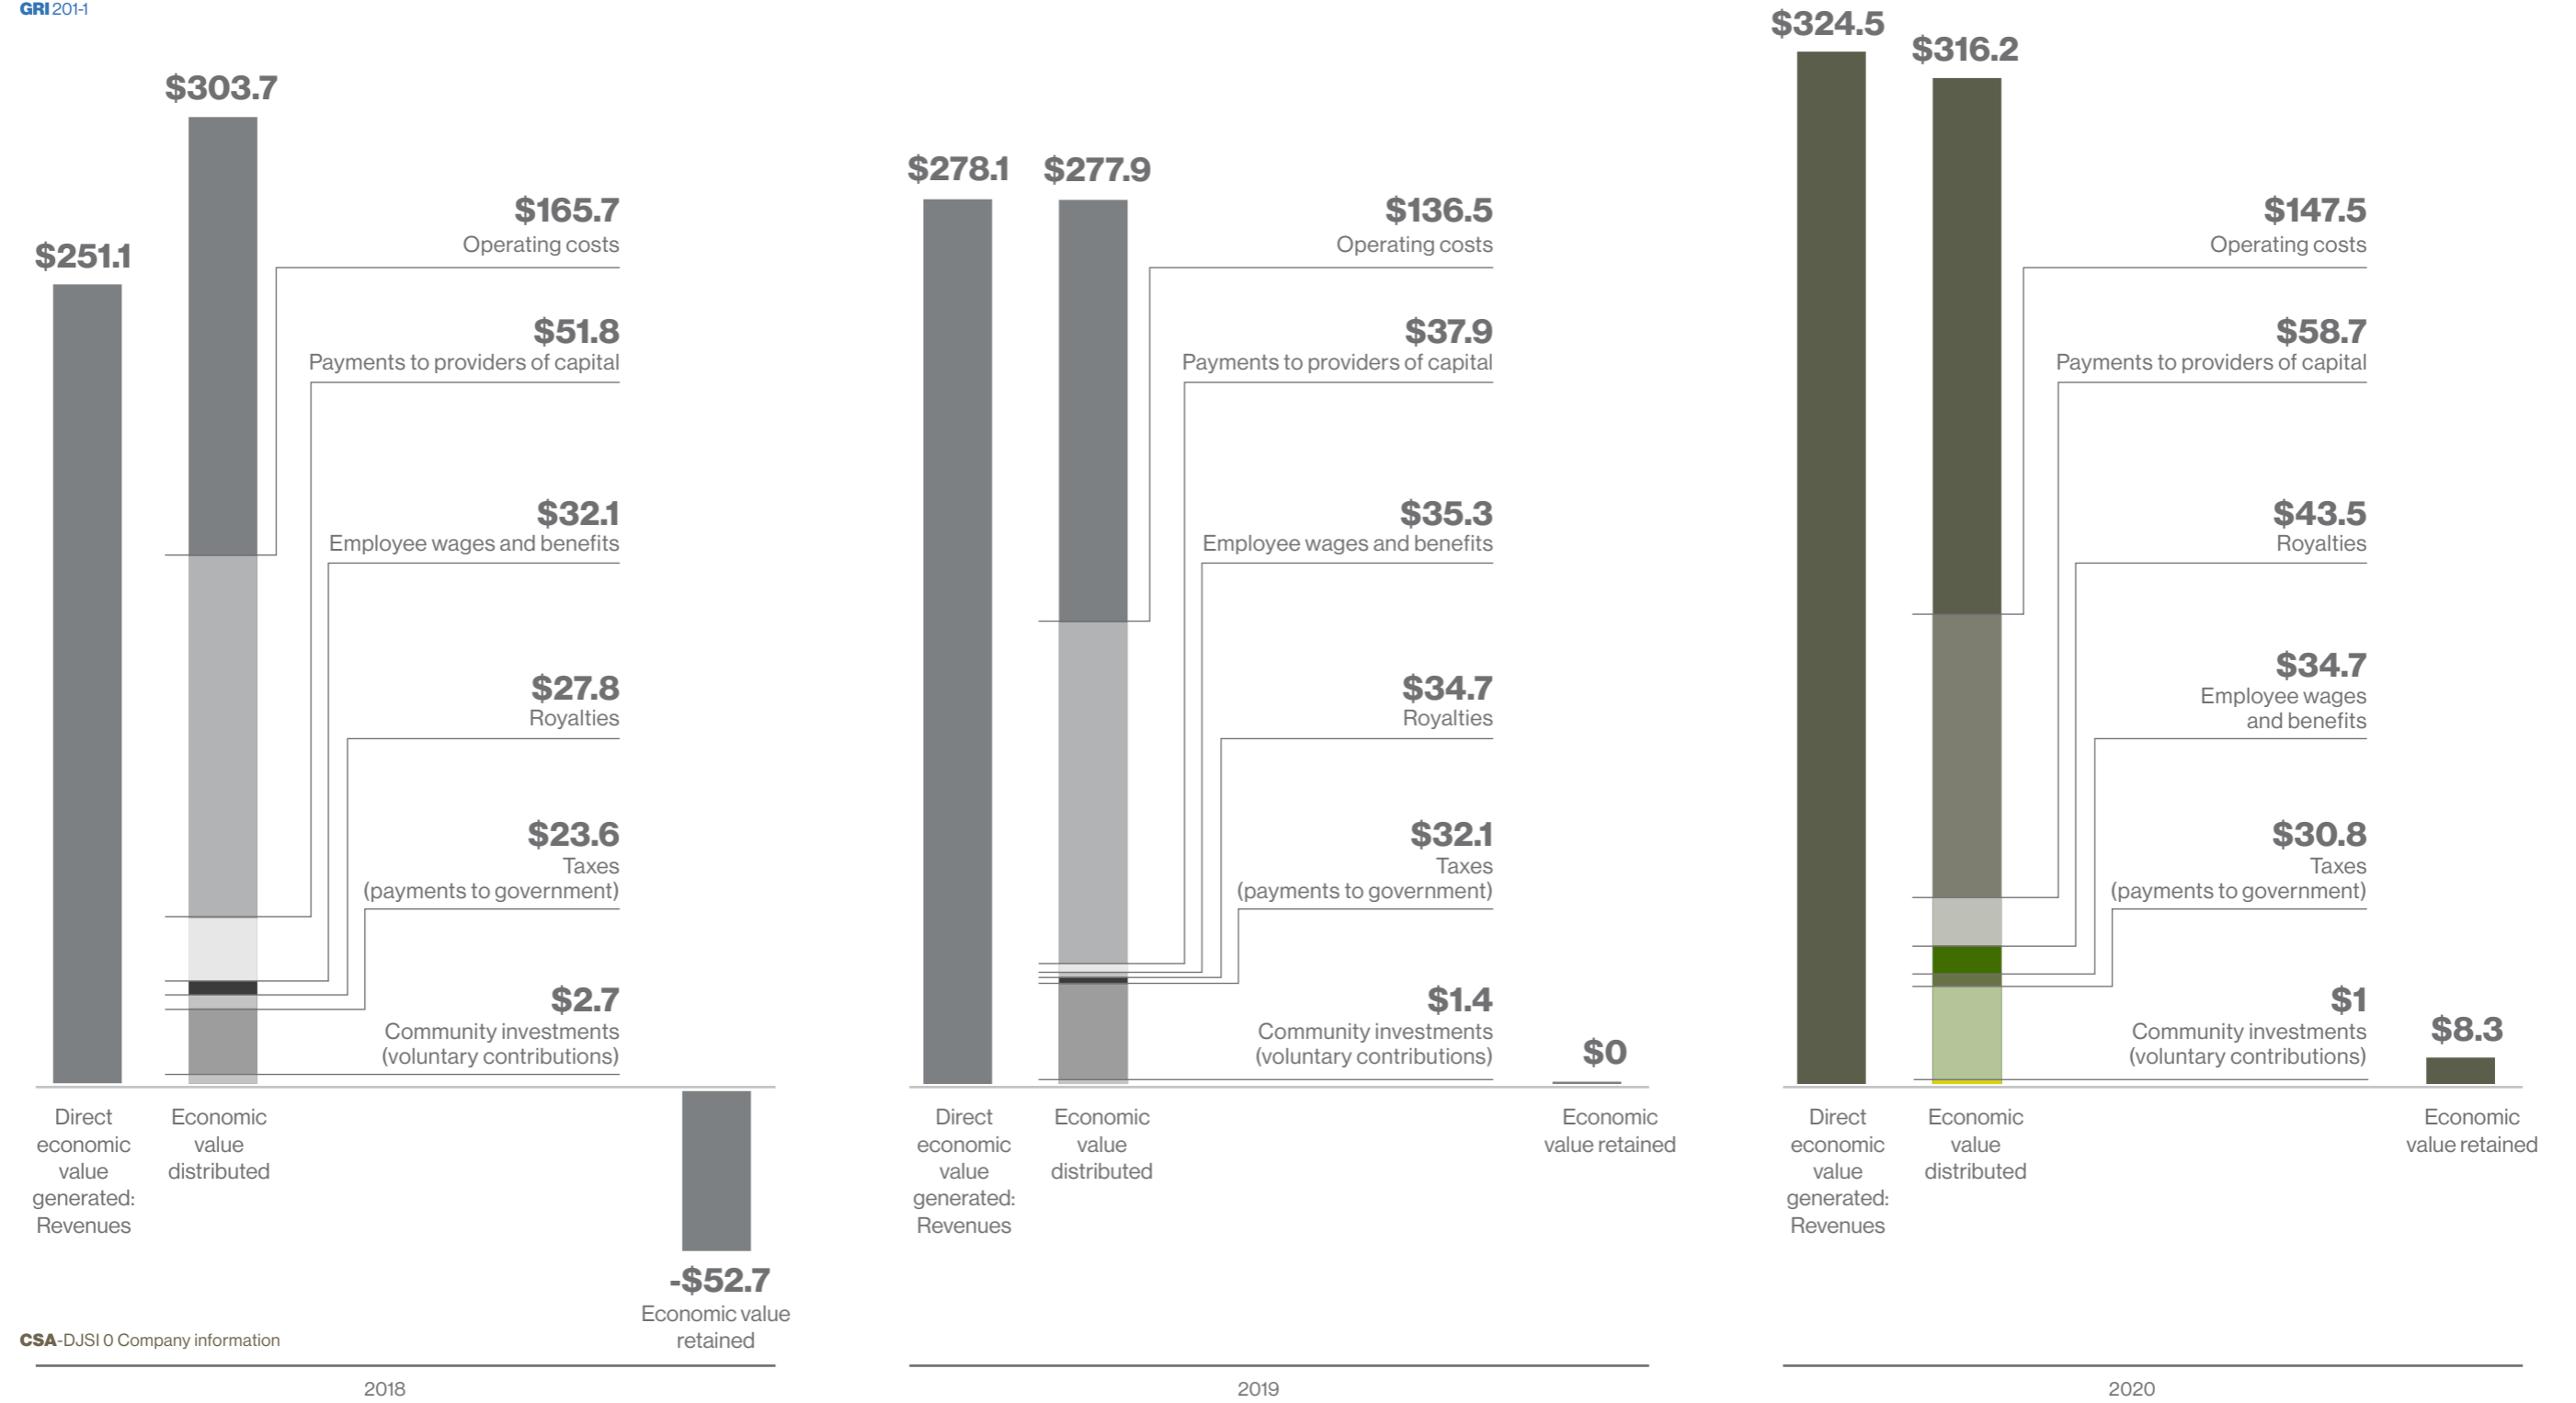 GRI 201-1
$251.1
$303.7
$165.7
Operating costs
$51.8
Payments to providers of capital
$32.1
Employee wages and benefits
$27.8
Royalties
$23.6
Taxes
(payments to government)
$2.7
Community investments
(voluntary contributions)
Direct
economic
value
generated:
Revenues
Economic
value
distributed
-$52.7
Economic value
retained
CSA-DJSI 0 Company information
2018
$278.1
$277.9
$136.5
Operating costs
$37.9
Payments to providers of capital
$35.3
Employee wages and benefits
$34.7
Royalties
$32.1
Taxes
(payments to government)
$1.4
Community investments
(voluntary contributions)
$0
Direct
economic
value
generated:
Revenues
Economic
value
distributed
Economic
value retained
2019
$324.5
$316.2
$147.5
Operating costs
$58.7
Payments to providers of capital
$43.5
Royalties
$34.7
Employee wages
and benefits
$30.8
Taxes
(payments to government)
$1
Community investments
(voluntary contributions)
$8.3
Direct
economic
value
generated:
Revenues
Economic
value
distributed
Economic
value retained
2020